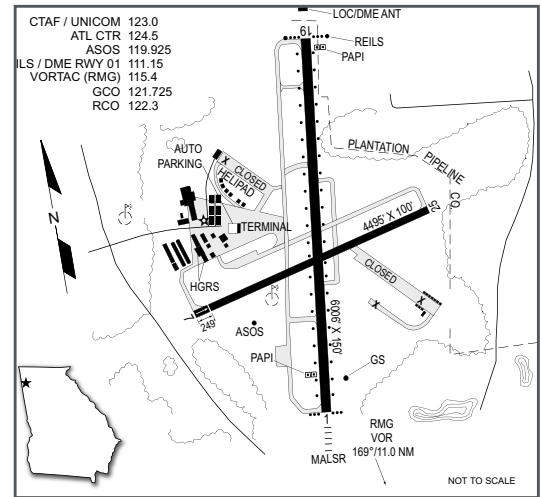 CTAF / UNICOM 123.0
ATL CTR 124.5
ASOS 119.925
ILS / DME RWY 01 111.15
VORTAC (RMG) 115.4
GCO 121.725
RCO 122.3
LOC/DME ANT
19
REILS
PAPI
PLANTATION
PIPELINE
CO.
AUTO
PARKING
X
CLOSED
HELIPAD
TERMINAL
N
4495' X 100'
25
HGRS
CLOSED
X
X
7
249'
6006' X 150'
ASOS
PAPI
GS
1
RMG
VOR
169°/11.0 NM
MALSR
NOT TO SCALE